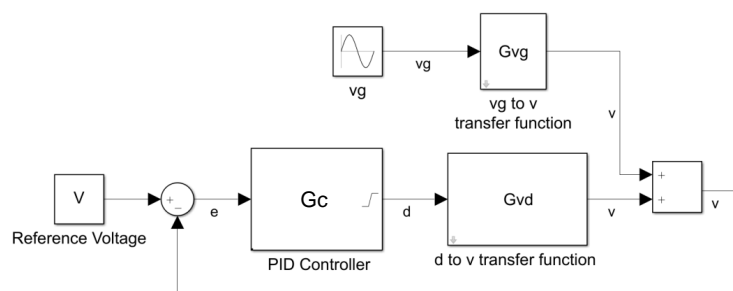 Gvg
vg
v
vg
vg to v
transfer function
v
V
+
−
e
Gc
d
Gvd
v
+
+
v
Reference Voltage
PID Controller
d to v transfer function